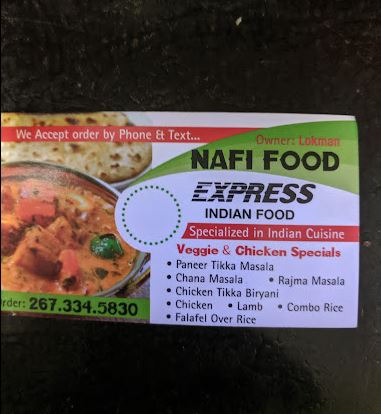 We Accept order by Phone & Text...
Owner: Lokman
NAFI FOOD
EXPRESS
INDIAN FOOD
Specialized in Indian Cuisine
Veggie & Chicken Specials
• Paneer Tikka Masala
• Chana Masala • Rajma Masala
• Chicken Tikka Biryani
• Chicken • Lamb • Combo Rice
• Falafel Over Rice
rder: 267.334.5830